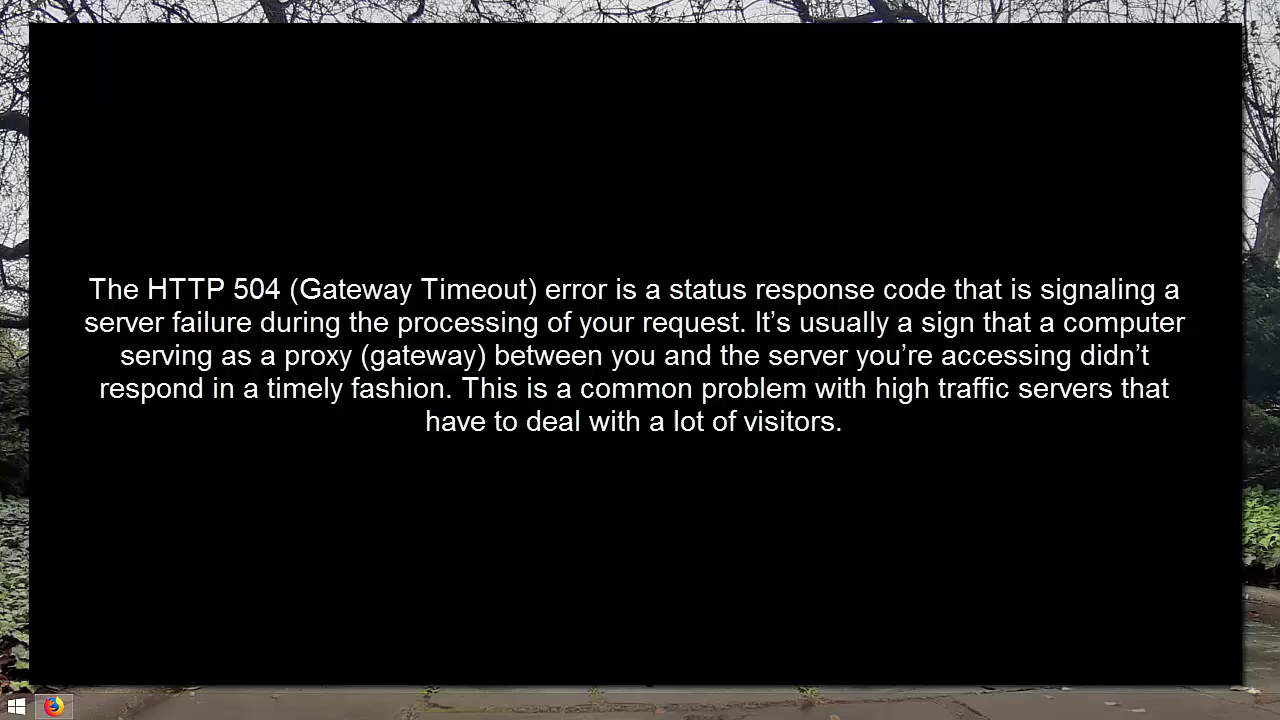 The HTTP 504 (Gateway Timeout) error is a status response code that is signaling a
server failure during the processing of your request. It’s usually a sign that a computer
serving as a proxy (gateway) between you and the server you’re accessing didn’t
respond in a timely fashion. This is a common problem with high traffic servers that
have to deal with a lot of visitors.